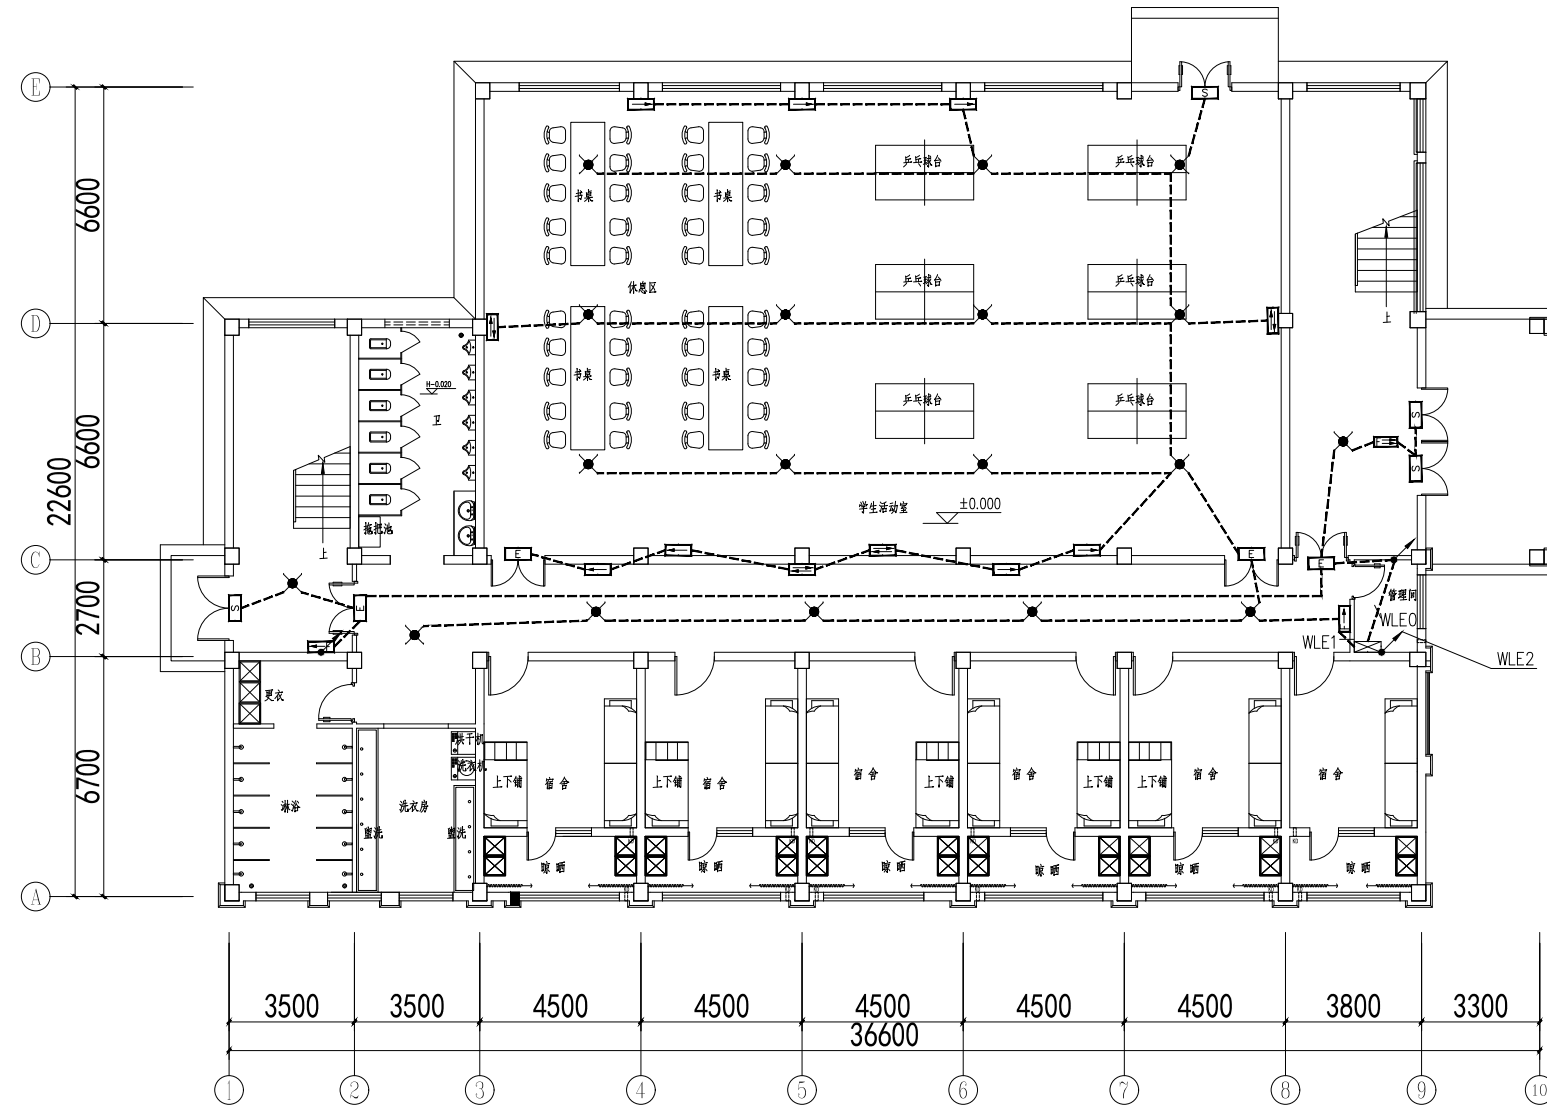 E
S
乒乓球台
乒乓球台
6600
书桌
书桌
休息区
乒乓球台
乒乓球台
上
D
书桌
书桌
H-0.020
卫
乒乓球台
乒乓球台
S
F
S
6600
22600
拖把池
学生活动室
±0.000
上
C
E
E
E
管理间
S
E
2700
WLE0
WLE1
WLE2
B
更衣
烘干机
洗衣机
6700
上下铺
宿舍
上下铺
宿舍
宿舍
上下铺
宿舍
上下铺
上下铺
宿舍
宿舍
淋浴
洗衣房
盥洗
盥洗
晾晒
晾晒
晾晒
晾晒
晾晒
晾晒
A
3500
3500
4500
4500
4500
4500
4500
3800
3300
36600
1
2
3
4
5
6
7
8
9
10